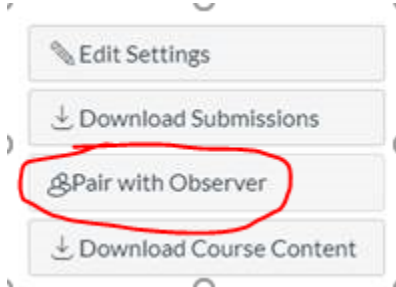 Edit Settings
Download Submissions
Pair with Observer
Download Course Content